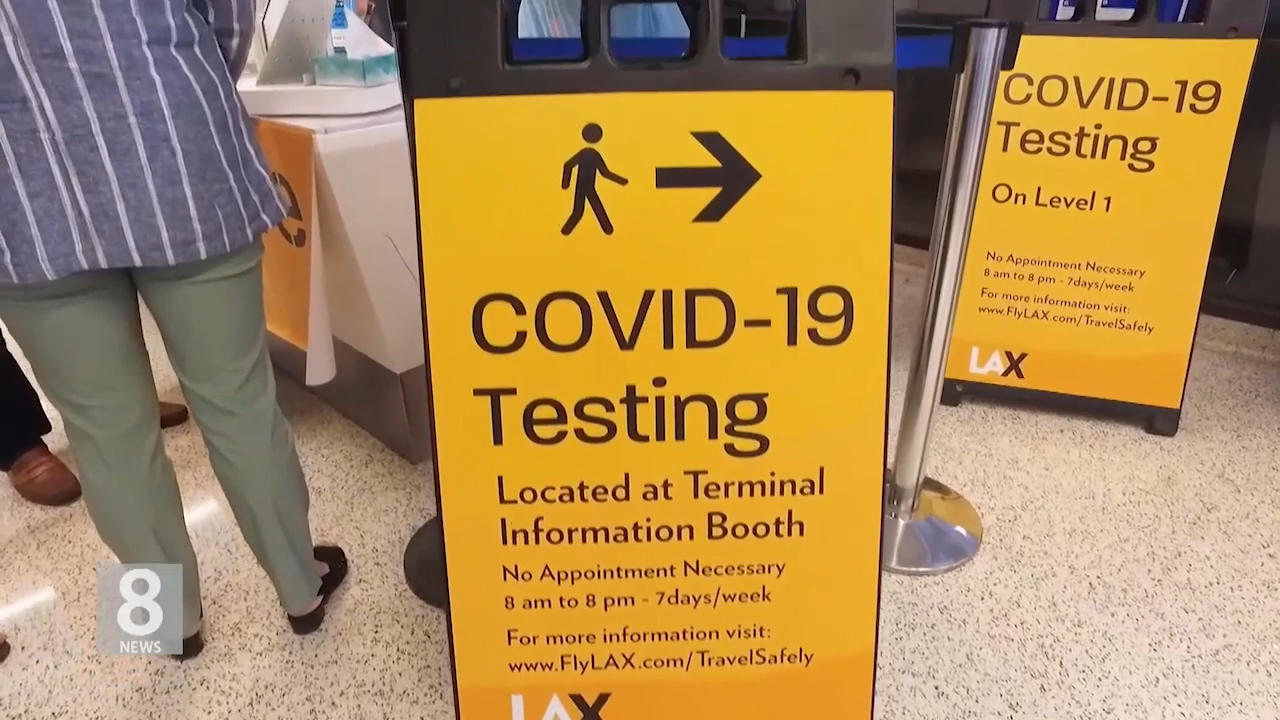 COVID-19
Testing
Located at Terminal
Information Booth
No Appointment Necessary
8 am to 8 pm - 7days/week
For more information visit:
www.FlyLAX.com/TravelSafely
LAX
COVID-19
Testing
On Level 1
No Appointment Necessary
8 am to 8 pm - 7days/week
For more information visit:
www.FlyLAX.com/TravelSafely
LAX
8
NEWS